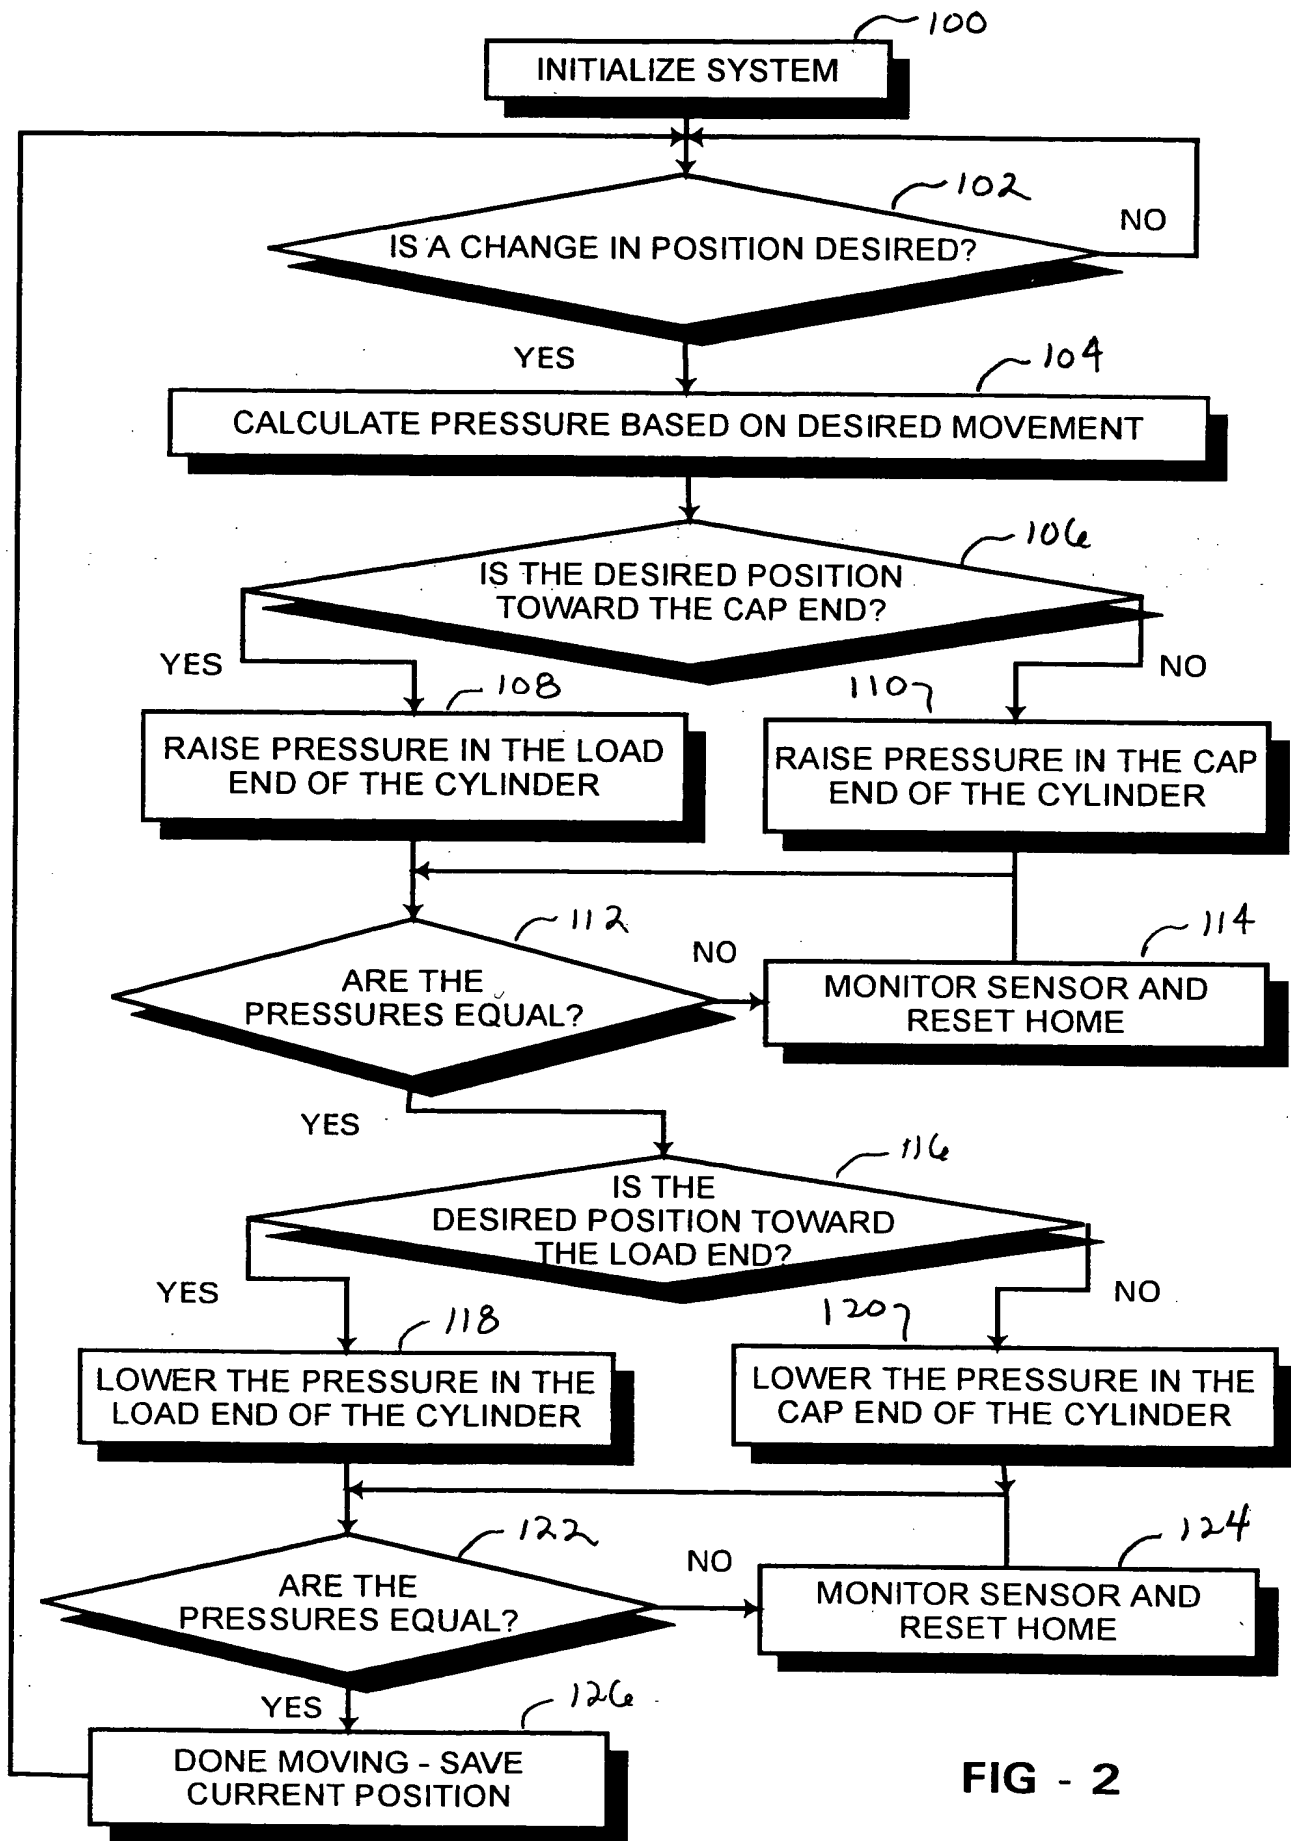 100
INITIALIZE SYSTEM
102
NO
IS A CHANGE IN POSITION DESIRED?
YES
104
CALCULATE PRESSURE BASED ON DESIRED MOVEMENT
106
IS THE DESIRED POSITION
TOWARD THE CAP END?
YES
NO
108
110
RAISE PRESSURE IN THE LOAD
END OF THE CYLINDER
RAISE PRESSURE IN THE CAP
END OF THE CYLINDER
112
114
NO
ARE THE
PRESSURES EQUAL?
MONITOR SENSOR AND
RESET HOME
YES
116
IS THE
DESIRED POSITION TOWARD
THE LOAD END?
YES
NO
118
120
LOWER THE PRESSURE IN THE
LOAD END OF THE CYLINDER
LOWER THE PRESSURE IN THE
CAP END OF THE CYLINDER
122
124
NO
ARE THE
PRESSURES EQUAL?
MONITOR SENSOR AND
RESET HOME
YES
126
DONE MOVING - SAVE
CURRENT POSITION
FIG - 2